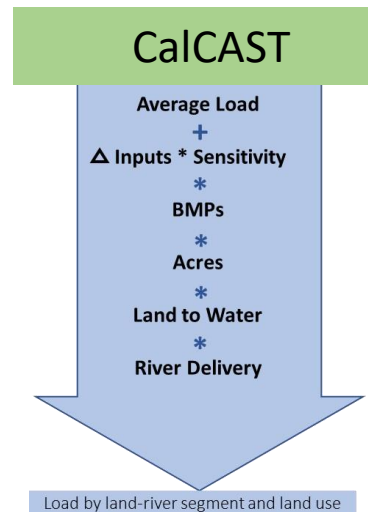 CalCAST
Average Load
+
Δ Inputs * Sensitivity
*
BMPs
*
Acres
*
Land to Water
*
River Delivery
Load by land-river segment and land use